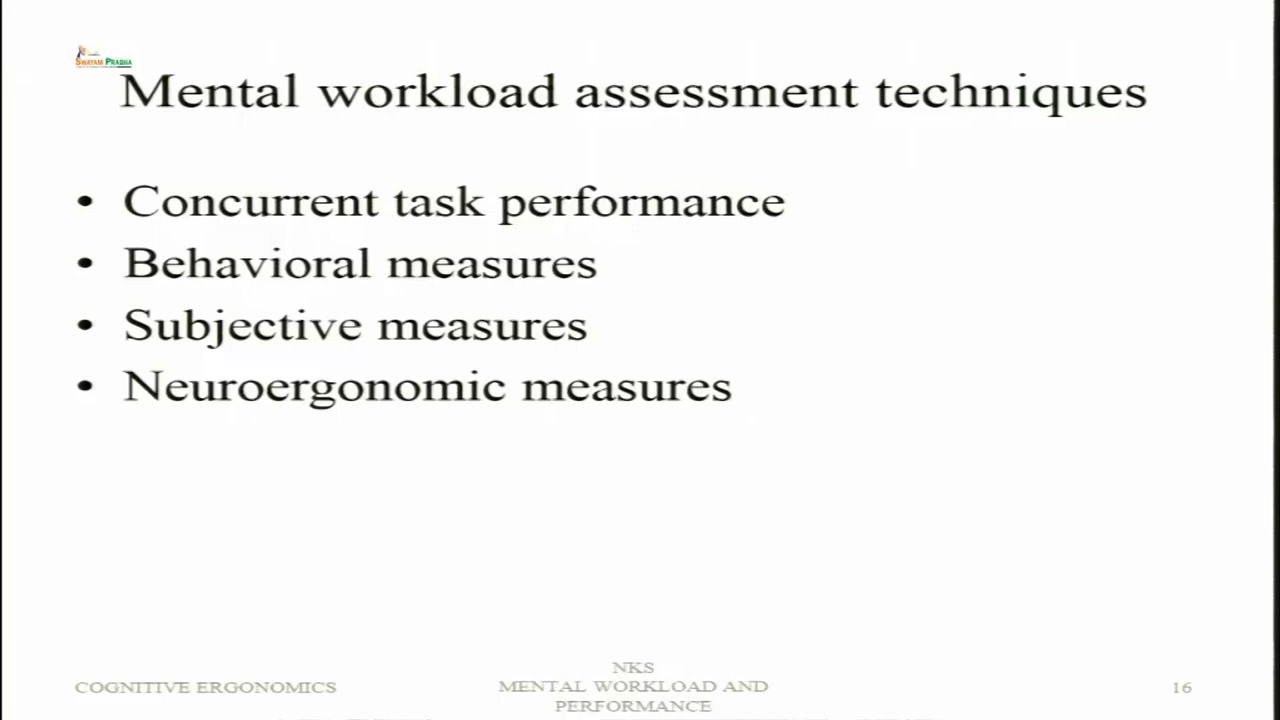 SWAYAM PRABHA
Mental workload assessment techniques
• Concurrent task performance
• Behavioral measures
• Subjective measures
• Neuroergonomic measures
COGNITIVE ERGONOMICS
NKS
MENTAL WORKLOAD AND
PERFORMANCE
16